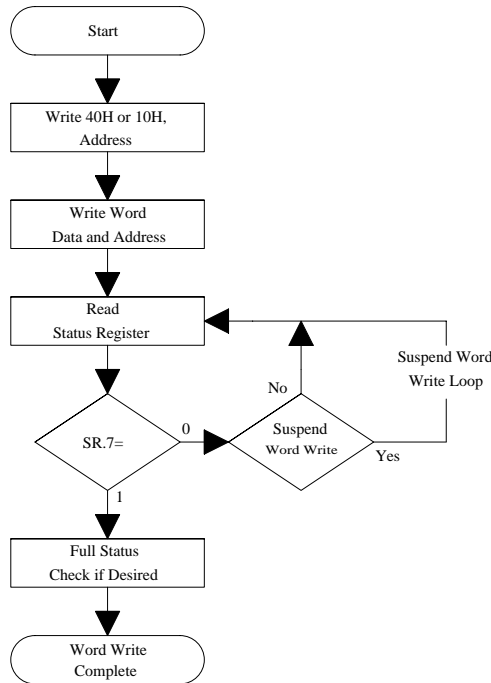 Start
Write 40H or 10H,
Address
Write Word
Data and Address
Read
Status Register
Suspend Word
Write Loop
No
SR.7=
0
Suspend
Word Write
Yes
1
Full Status
Check if Desired
Word Write
Complete